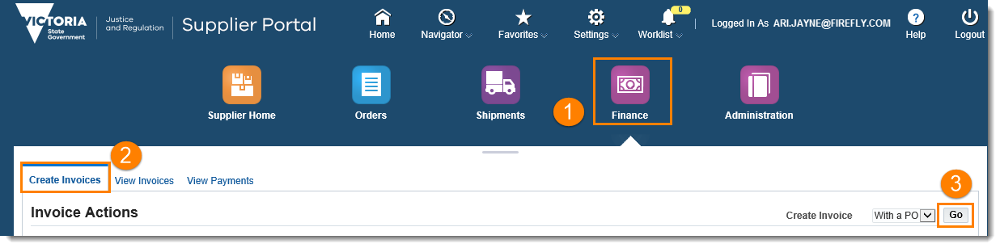 VICTORIA
State
Government
Justice
and Regulation
Supplier Portal
Home
Navigator
Favorites
Settings
0
Worklist
Logged In As ARI.JAYNE@FIREFLY.COM
Help
Logout
Supplier Home
Orders
Shipments
1
Finance
Administration
2
Create Invoices View Invoices View Payments
3
Invoice Actions
Create Invoice With a PO Go